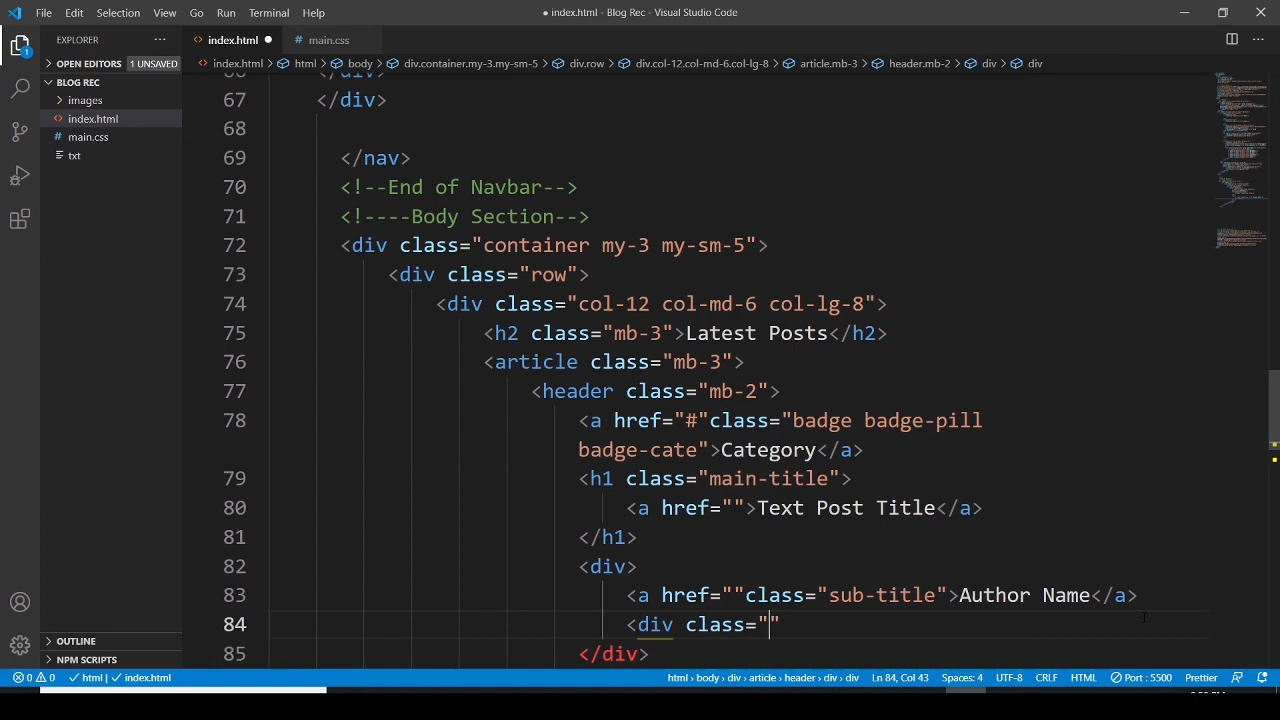 File Edit Selection View Go Run Terminal Help ● index.html - Blog Rec - Visual Studio Code
EXPLORER ··· <> index.html ● main.css ···
OPEN EDITORS 1 UNSAVED index.html > html > body > div.container.my-3.my-sm-5 > div.row > div.col-12.col-md-6.col-lg-8 > article.mb-3 > header.mb-2 > div > div
BLOG REC
images
<> index.html
main.css
txt
1
67 </div>
68
69 </nav>
70 <!--End of Navbar-->
71 <!----Body Section-->
72 <div class="container my-3 my-sm-5">
73 <div class="row">
74 <div class="col-12 col-md-6 col-lg-8">
75 <h2 class="mb-3">Latest Posts</h2>
76 <article class="mb-3">
77 <header class="mb-2">
78 <a href="#"class="badge badge-pill
badge-cate">Category</a>
79 <h1 class="main-title">
80 <a href="">Text Post Title</a>
81 </h1>
82 <div>
83 <a href=""class="sub-title">Author Name</a>
84 <div class=""
85 </div>
OUTLINE
NPM SCRIPTS
0 0 html | index.html html > body > div > article > header > div > div Ln 84, Col 43 Spaces: 4 UTF-8 CRLF HTML Port : 5500 Prettier